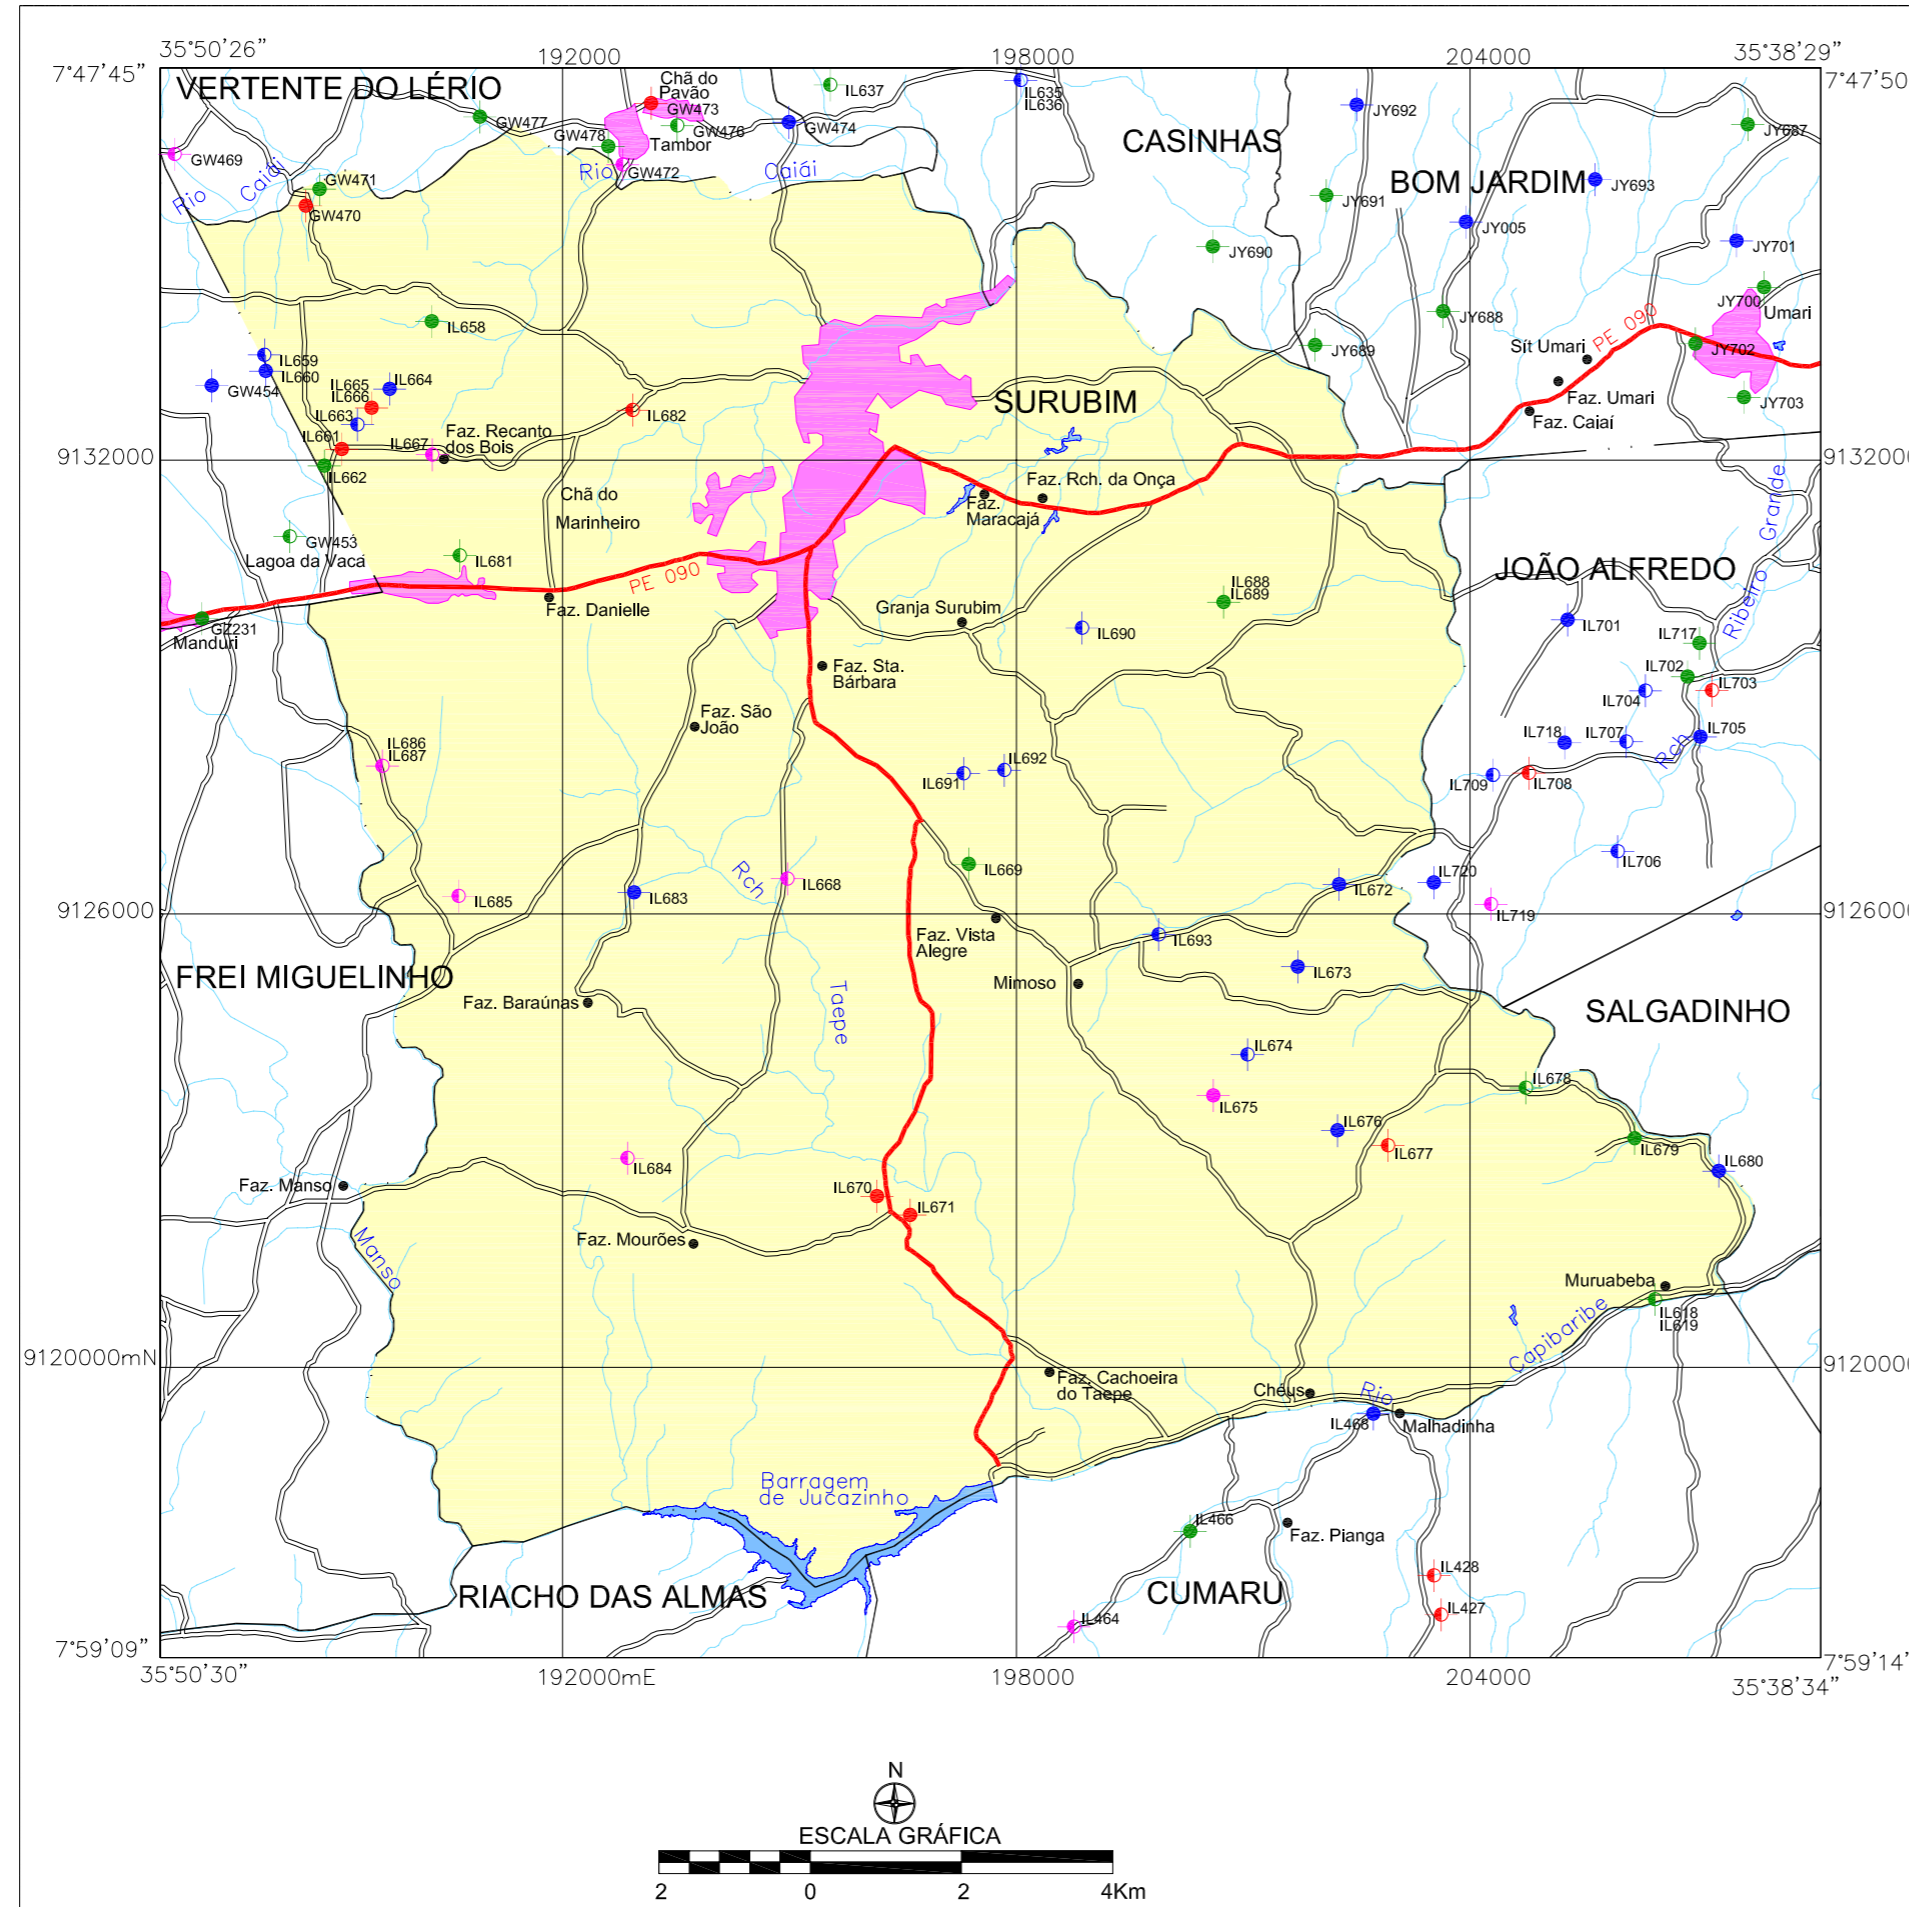 35°50'26"
192000
198000
204000
35°38'29"
7°47'45"
7°47'50
VERTENTE DO LÉRIO
Chã do
Pavão
GW473
GW477
GW478
GW476
GW474
Tambor
IL637
IL635
IL636
CASINHAS
JY692
JY687
GW469
Rio
Caiái
GW471
GW470
Rio
GW472
Caiái
BOM JARDIM
JY693
JY691
JY005
JY701
JY690
JY700
Umari
JY688
PE 090
JY702
JY689
Sít Umari
Faz. Umari
JY703
Faz. Caiaí
IL658
IL659
IL660
GW454
IL665
IL666
IL664
IL663
IL661
IL667
IL662
Faz. Recanto
dos Bois
IL682
SURUBIM
9132000
9132000
Chã do
Marinheiro
Faz. Rch. da Onça
Faz.
Maracajá
Ribeiro Grande
GW453
Lagoa da Vaca
IL681
PE 090
Faz. Danielle
JOÃO ALFREDO
GZ231
Manduri
Granja Surubim
IL688
IL689
IL690
IL701
IL717
IL702
IL703
IL704
Faz. Sta.
Bárbara
Faz. São
João
IL686
IL687
IL718
IL707
Rch
IL705
IL692
IL691
IL709
IL708
IL669
IL706
Rch
IL668
IL672
IL720
IL719
IL685
IL683
9126000
9126000
Faz. Vista
Alegre
IL693
IL673
FREI MIGUELINHO
Mimoso
Faz. Baraúnas
Taepe
SALGADINHO
IL674
IL675
IL678
IL676
IL677
IL679
IL680
IL684
Faz. Manso
IL670
IL671
Faz. Mourões
Manso
Muruabeba
IL618
IL619
Capibaribe
9120000mN
9120000
Faz. Cachoeira
do Taepe
Chéus
Rio
IL468
Malhadinha
Barragem
de Jucazinho
IL466
Faz. Pianga
IL428
RIACHO DAS ALMAS
CUMARU
IL464
IL427
7°59'09"
7°59'14"
35°50'30"
192000mE
198000
204000
35°38'34"
N
ESCALA GRÁFICA
2
0
2
4Km